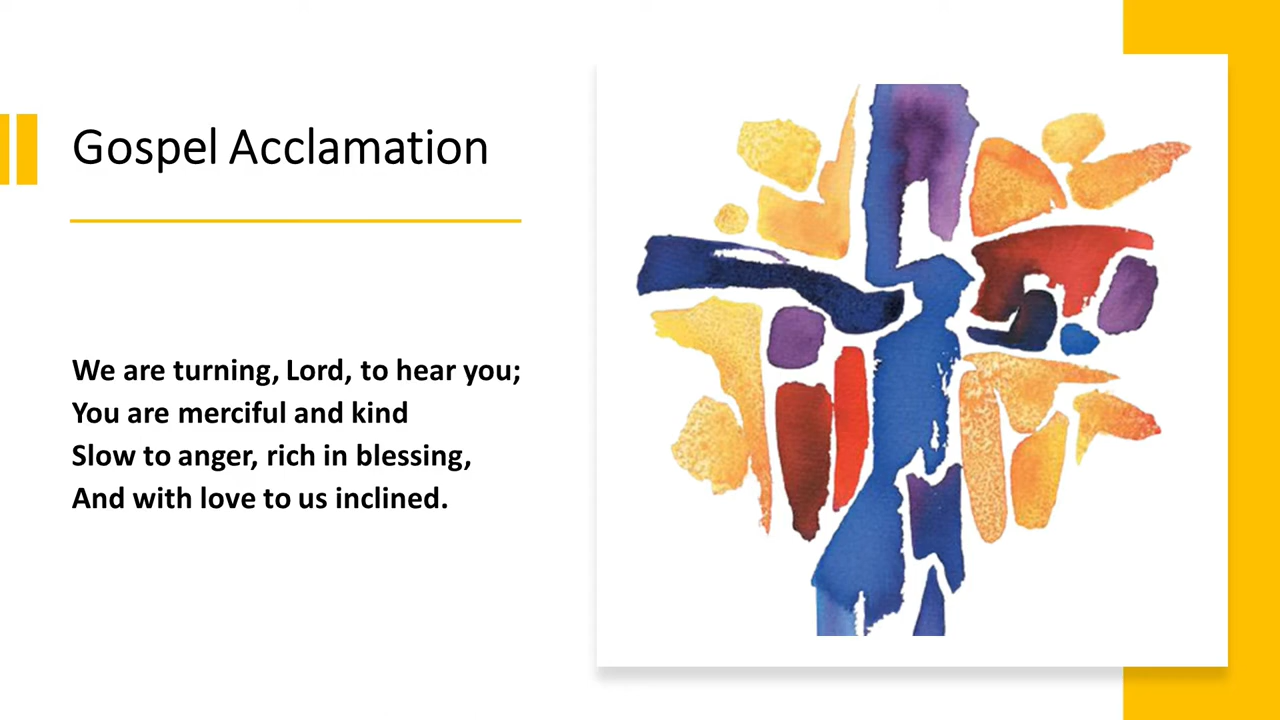 Gospel Acclamation
We are turning, Lord, to hear you;
You are merciful and kind
Slow to anger, rich in blessing,
And with love to us inclined.